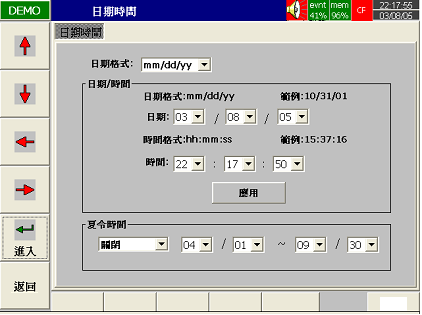 DEMO 日期時間 evnt 41% mem 96% CF 22:17:55 03/08/05
日期時間
日期格式: mm/dd/yy
日期/時間
日期格式:mm/dd/yy 範例:10/31/01
日期: 03 / 08 / 05
時間格式:hh:mm:ss 範例:15:37:16
時間: 22 : 17 : 50
應用
夏令時間
關閉 04 / 01 ~ 09 / 30
進入
返回